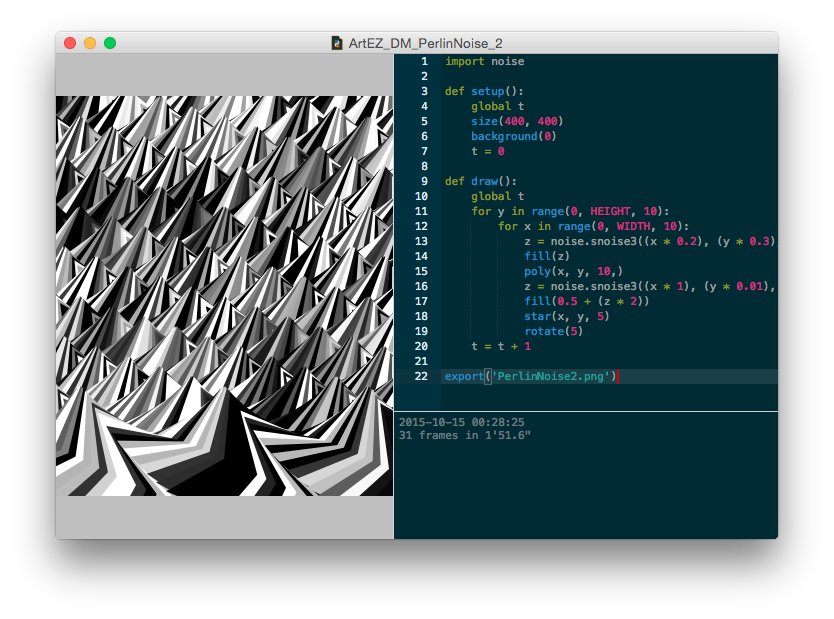 ArtEZ_DM_PerlinNoise_2
1 import noise
2
3 def setup():
4     global t
5     size(400, 400)
6     background(0)
7     t = 0
8
9 def draw():
10     global t
11     for y in range(0, HEIGHT, 10):
12         for x in range(0, WIDTH, 10):
13             z = noise.snoise3((x * 0.2), (y * 0.3)
14             fill(z)
15             poly(x, y, 10,)
16             z = noise.snoise3((x * 1), (y * 0.01),
17             fill(0.5 + (z * 2))
18             star(x, y, 5)
19             rotate(5)
20     t = t + 1
21
22 export('PerlinNoise2.png')
2015-10-15 00:28:25
31 frames in 1'51.6"